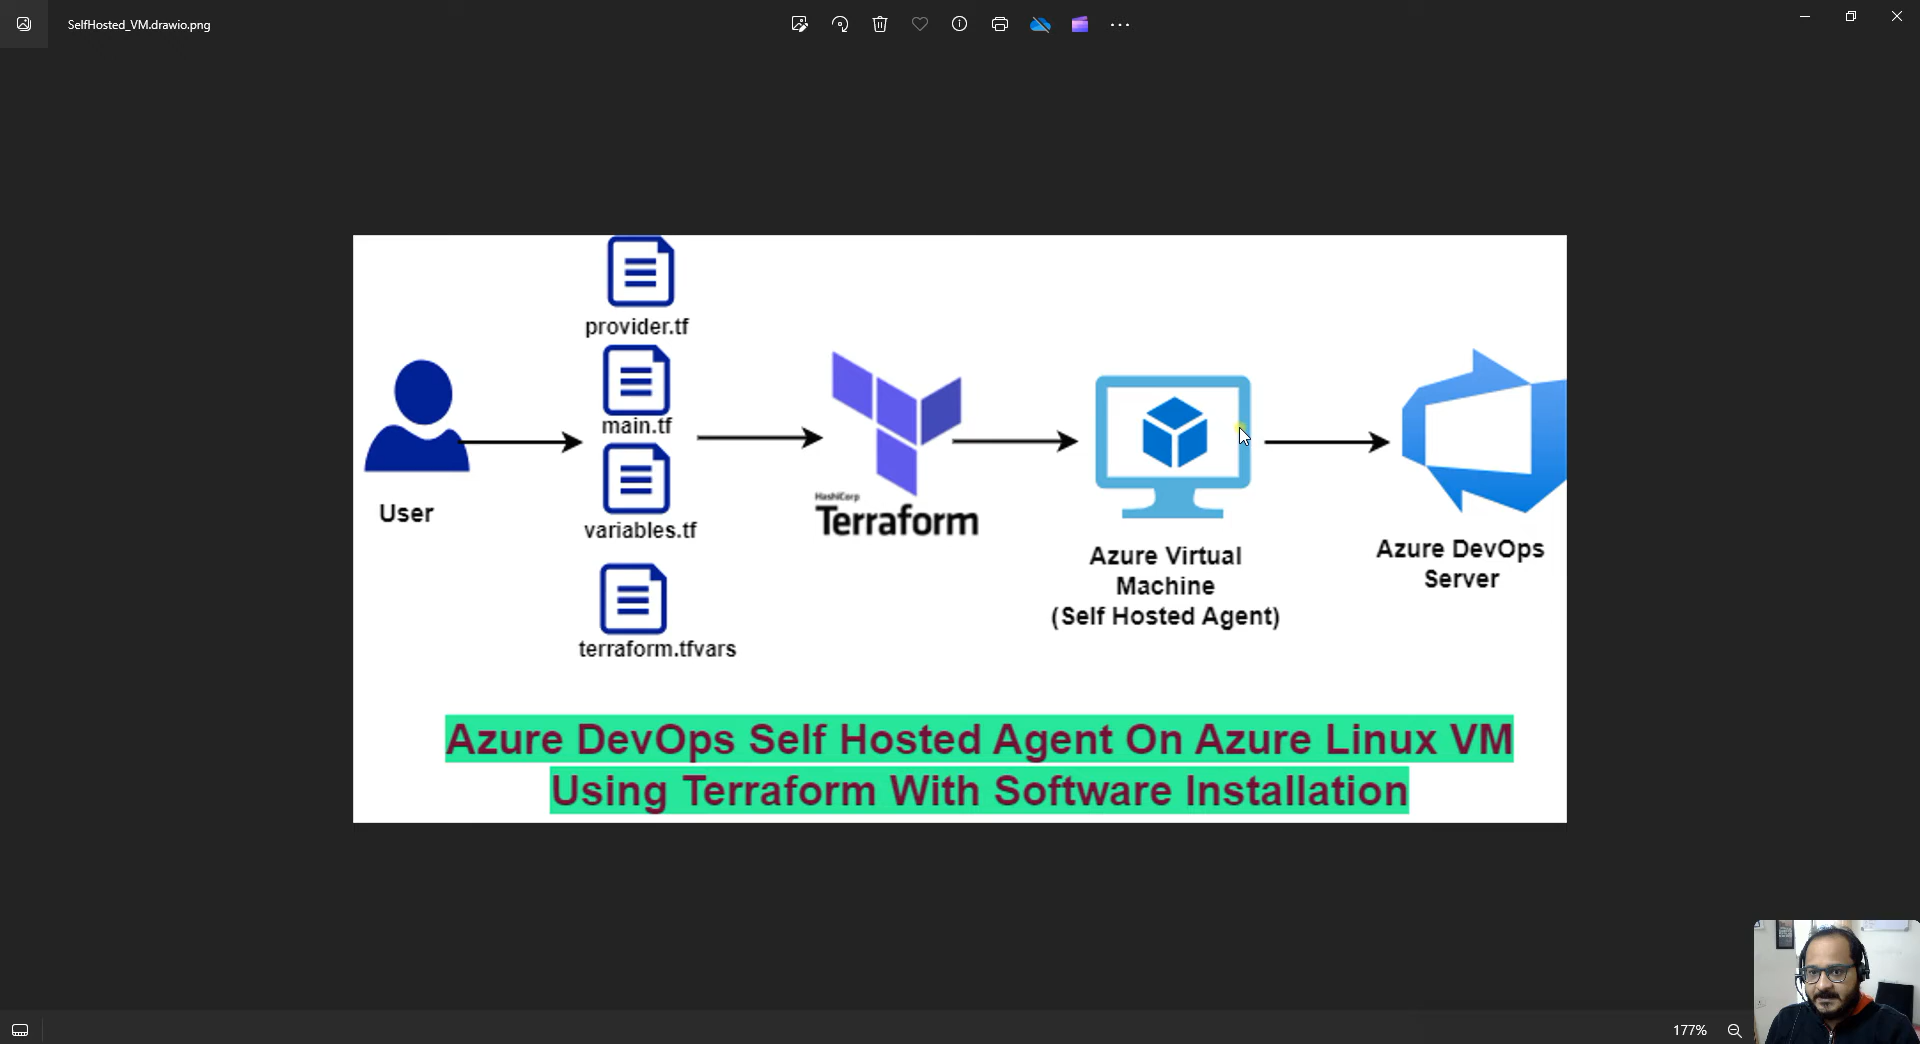 SelfHosted_VM.drawio.png
provider.tf
main.tf
variables.tf
terraform.tfvars
User
HashiCorp
Terraform
Azure Virtual
Machine
(Self Hosted Agent)
Azure DevOps
Server
Azure DevOps Self Hosted Agent On Azure Linux VM
Using Terraform With Software Installation
177%